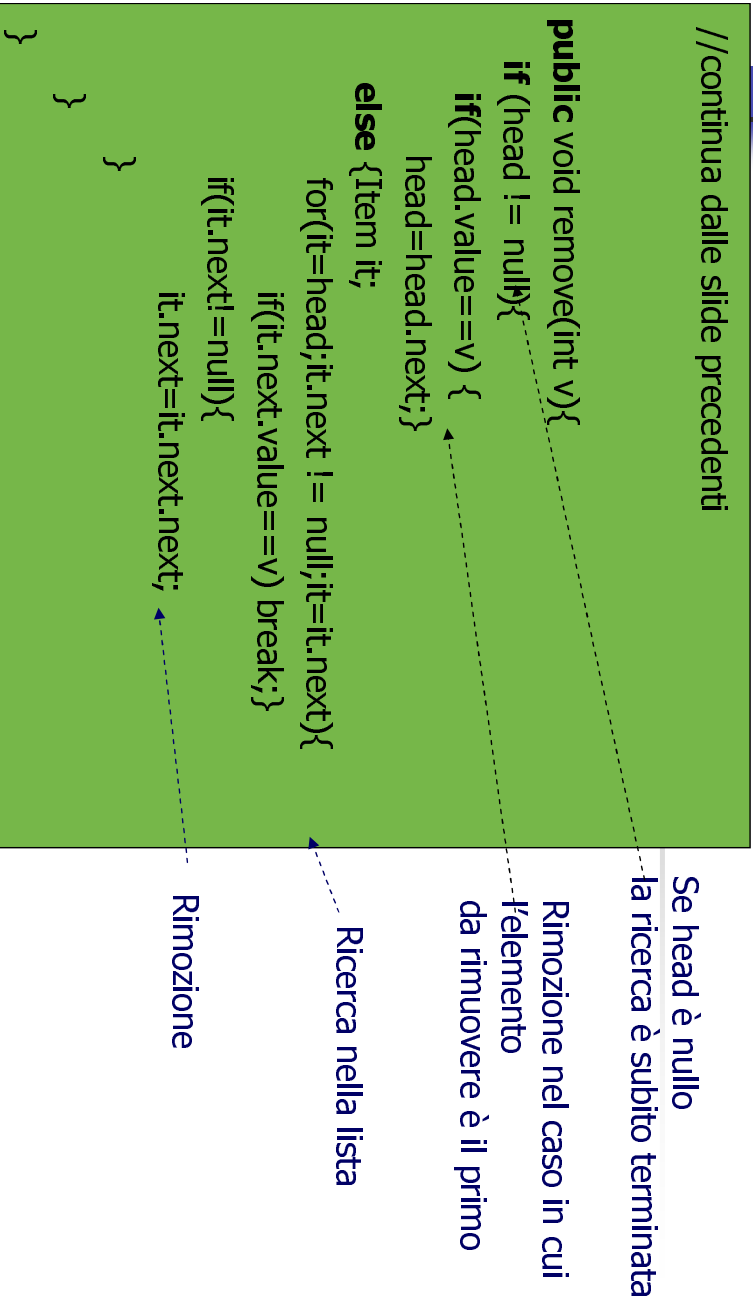 //continua dalle slide precedenti
public void remove(int v){
if (head != null){
if(head.value==v) {
head=head.next;}
else {Item it;
for(it=head;it.next != null;it=it.next){
if(it.next.value==v) break;}
if(it.next!=null){
it.next=it.next.next;
}
}
}
Se head è nullo
la ricerca è subito terminata
Rimozione nel caso in cui
l'elemento
da rimuovere è il primo
Ricerca nella lista
Rimozione